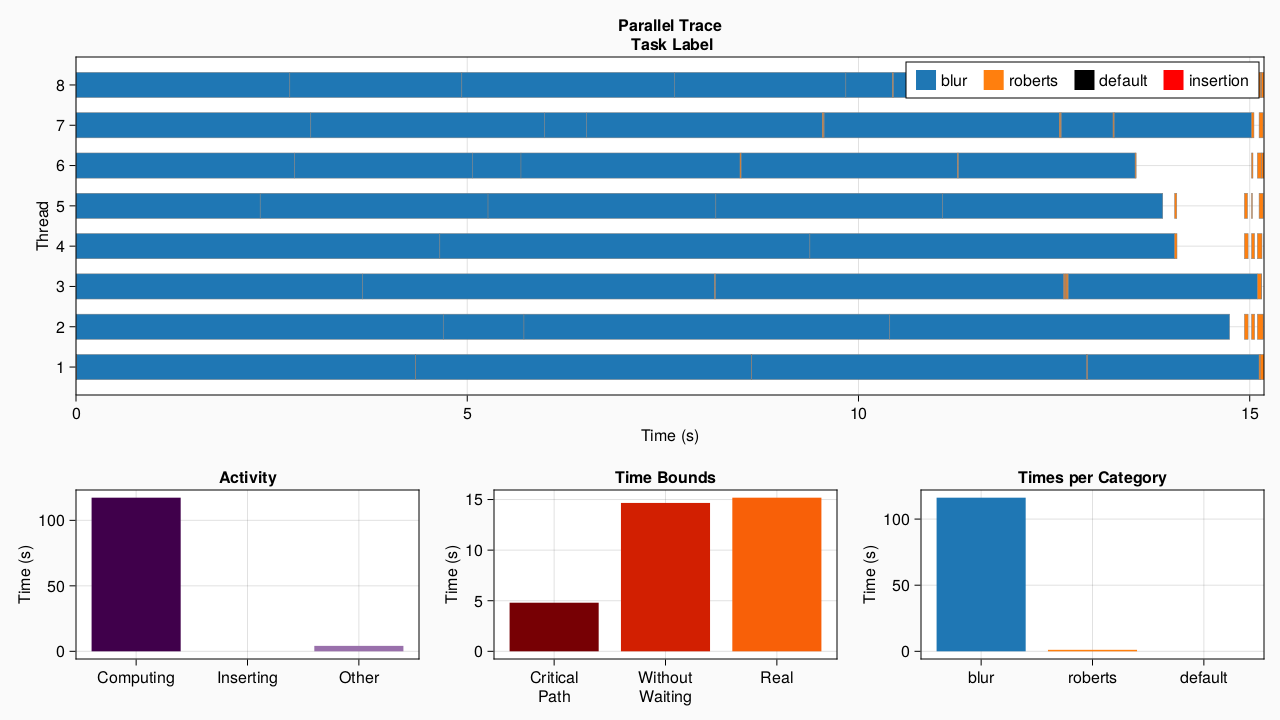 Parallel Trace
Task Label
blur roberts default insertion
Thread
8
7
6
5
4
3
2
1
0 5 10 15
Time (s)
Activity
Time (s)
100
50
0
Computing Inserting Other
Time Bounds
Time (s)
15
10
5
0
Critical Path
Without Waiting
Real
Times per Category
Time (s)
100
50
0
blur roberts default